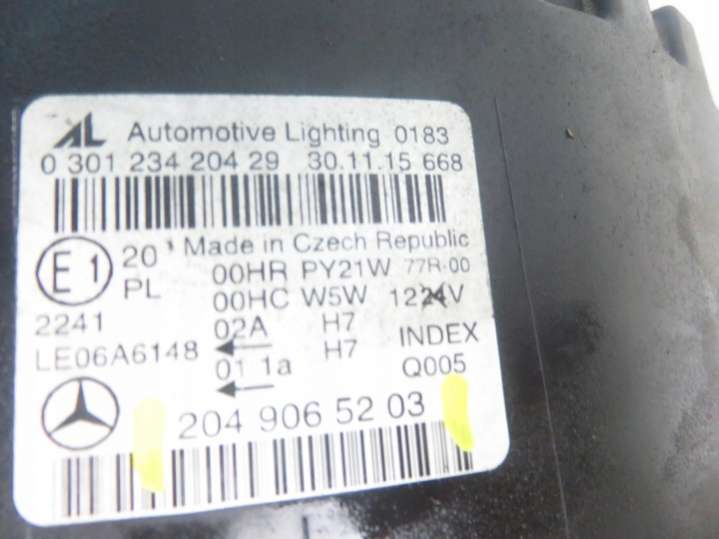 AL Automotive Lighting 0183
0 301 234 204 29 30.11.15 668
E1 20 Made in Czech Republic
PL 00HR PY21W 77R-00
00HC W5W 1224V
2241 02A H7
LE06A6148 01 1a H7 INDEX
Q005
204 906 52 03